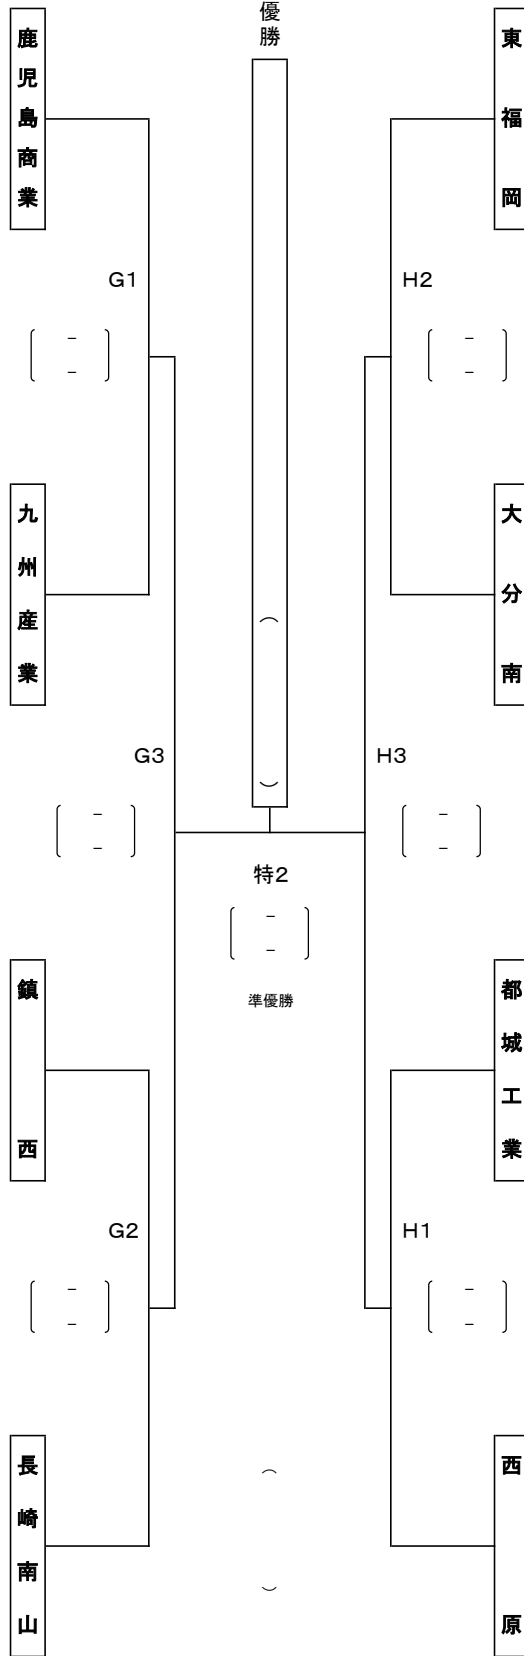 優勝
（　　　）
鹿児島商業
東福岡
G1
H2
- 
-
-
-
九州産業
大分南
G3
H3
-
-
-
-
特2
-
-
準優勝
（　　　）
鎮西
都城工業
G2
H1
-
-
-
-
長崎南山
西原